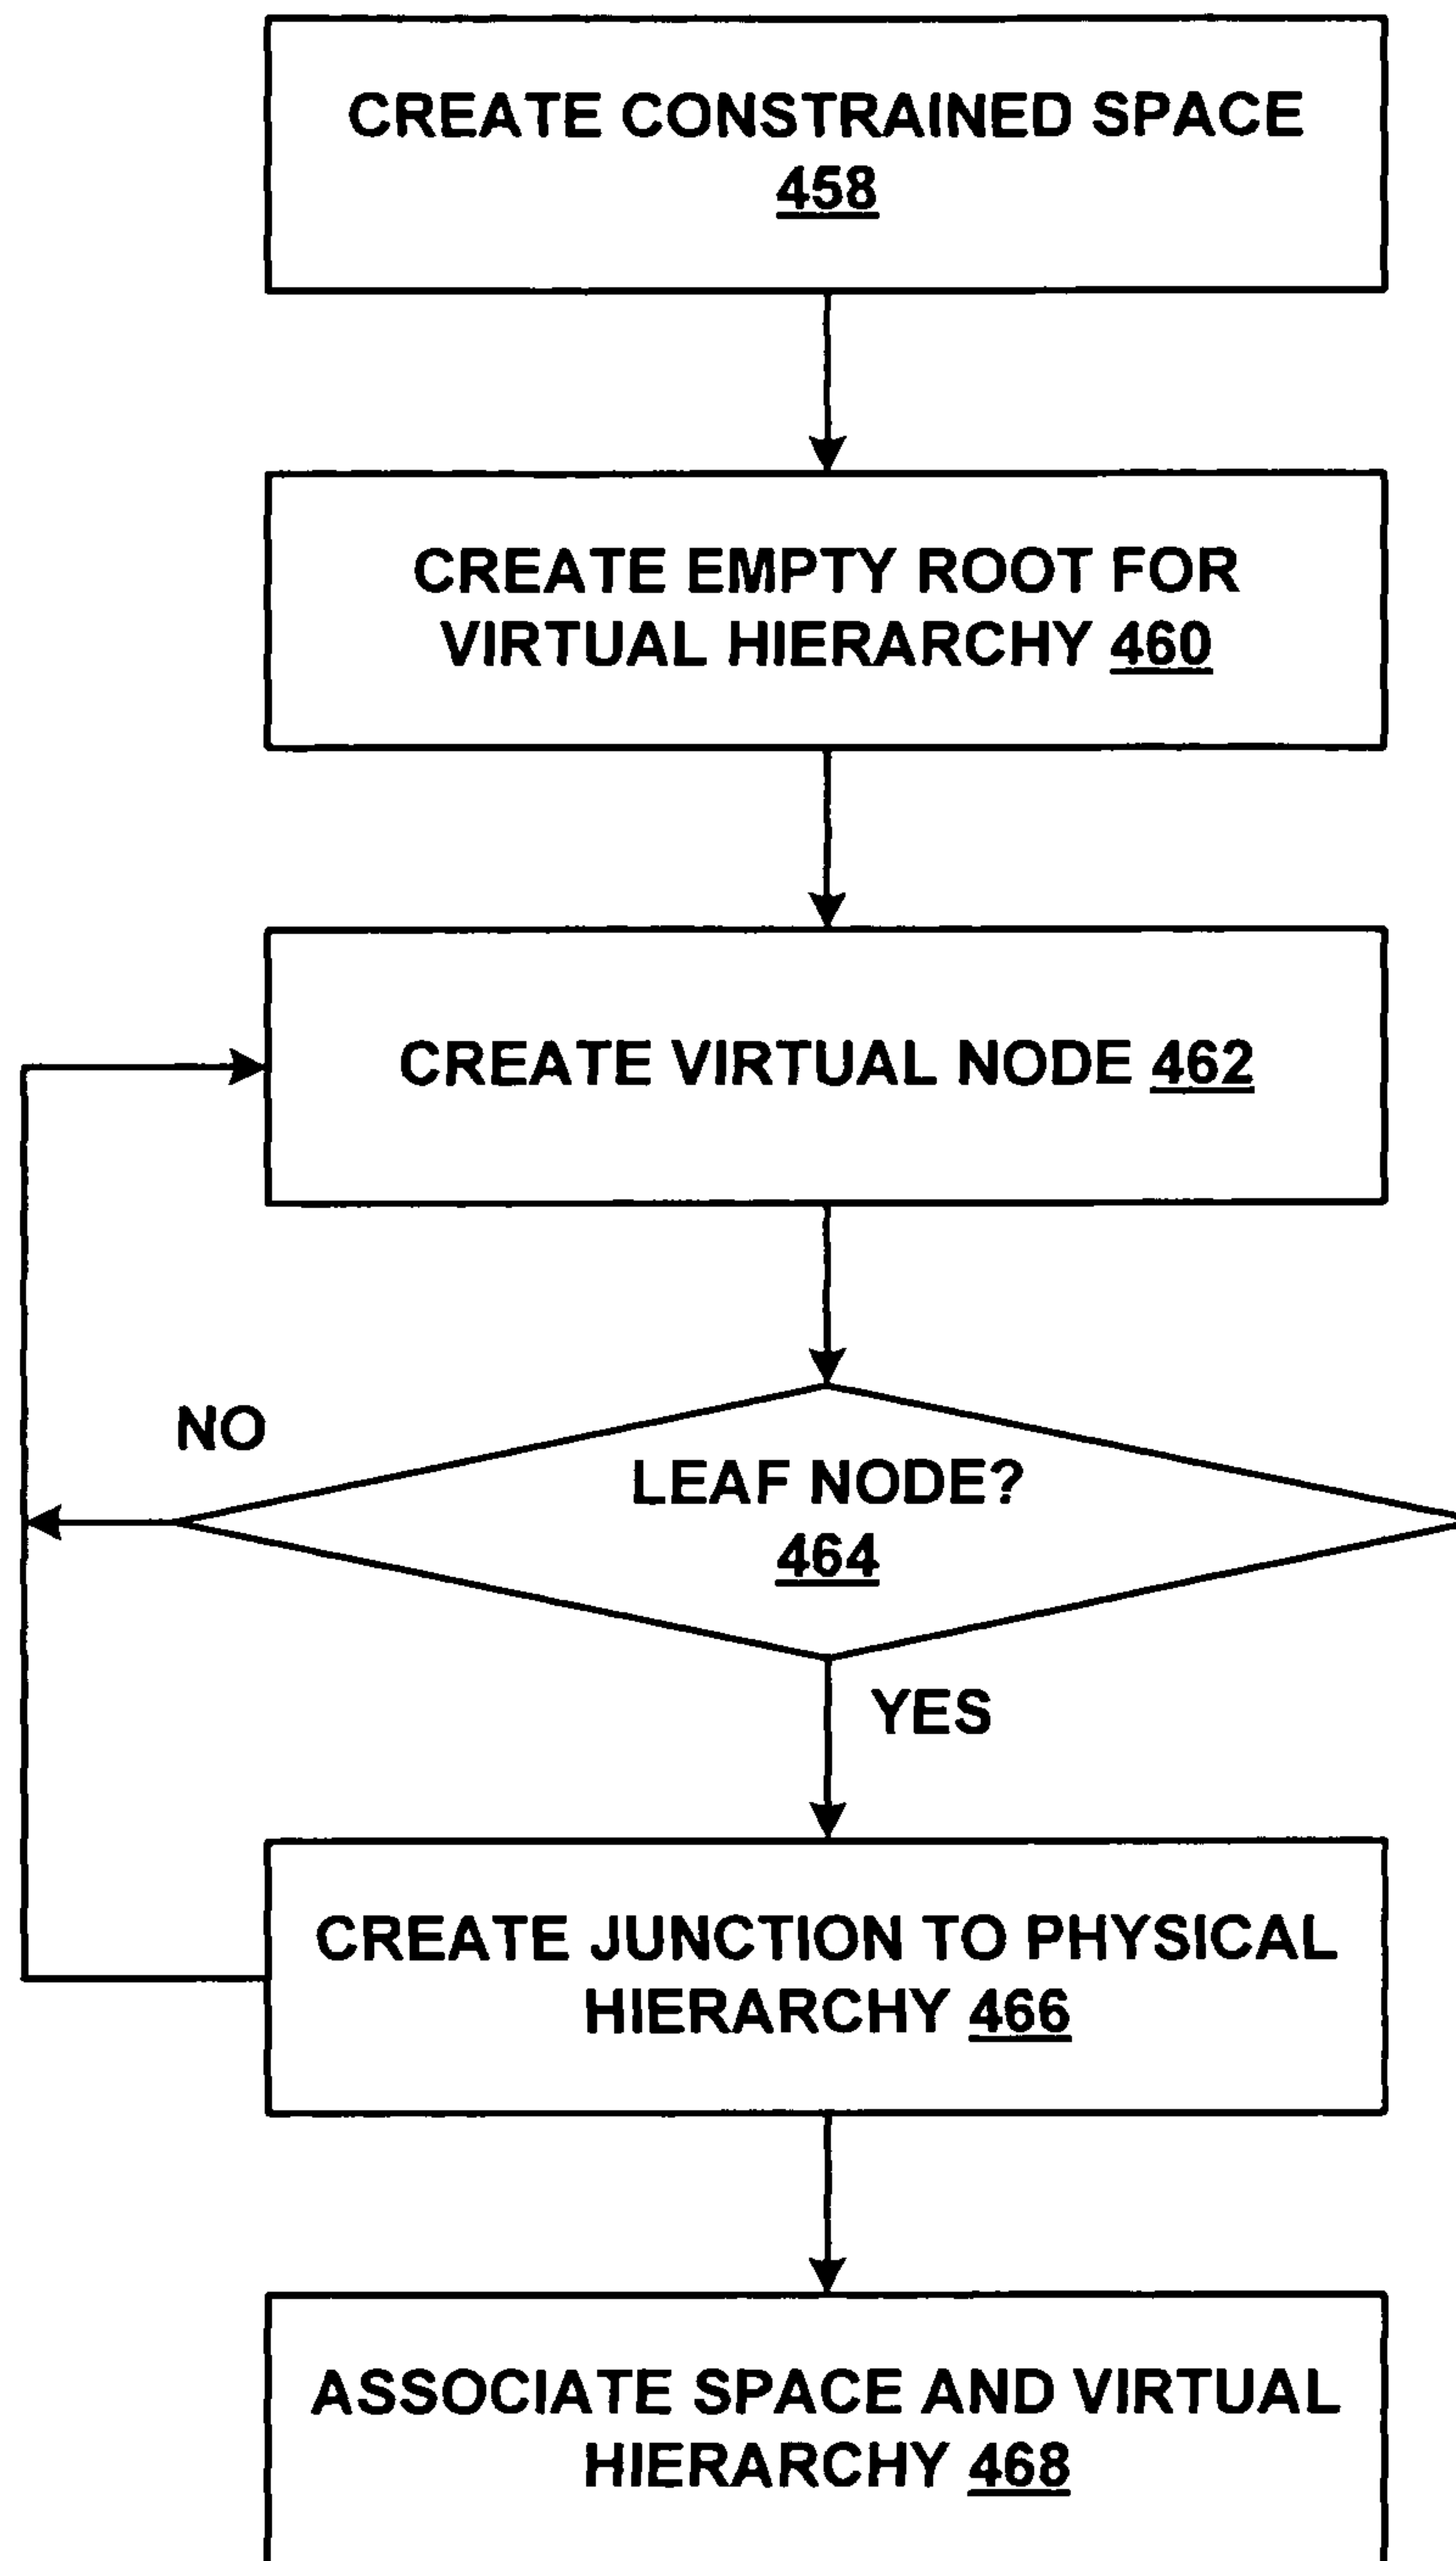 CREATE CONSTRAINED SPACE
458
CREATE EMPTY ROOT FOR
VIRTUAL HIERARCHY 460
CREATE VIRTUAL NODE 462
NO
LEAF NODE?
464
YES
CREATE JUNCTION TO PHYSICAL
HIERARCHY 466
ASSOCIATE SPACE AND VIRTUAL
HIERARCHY 468